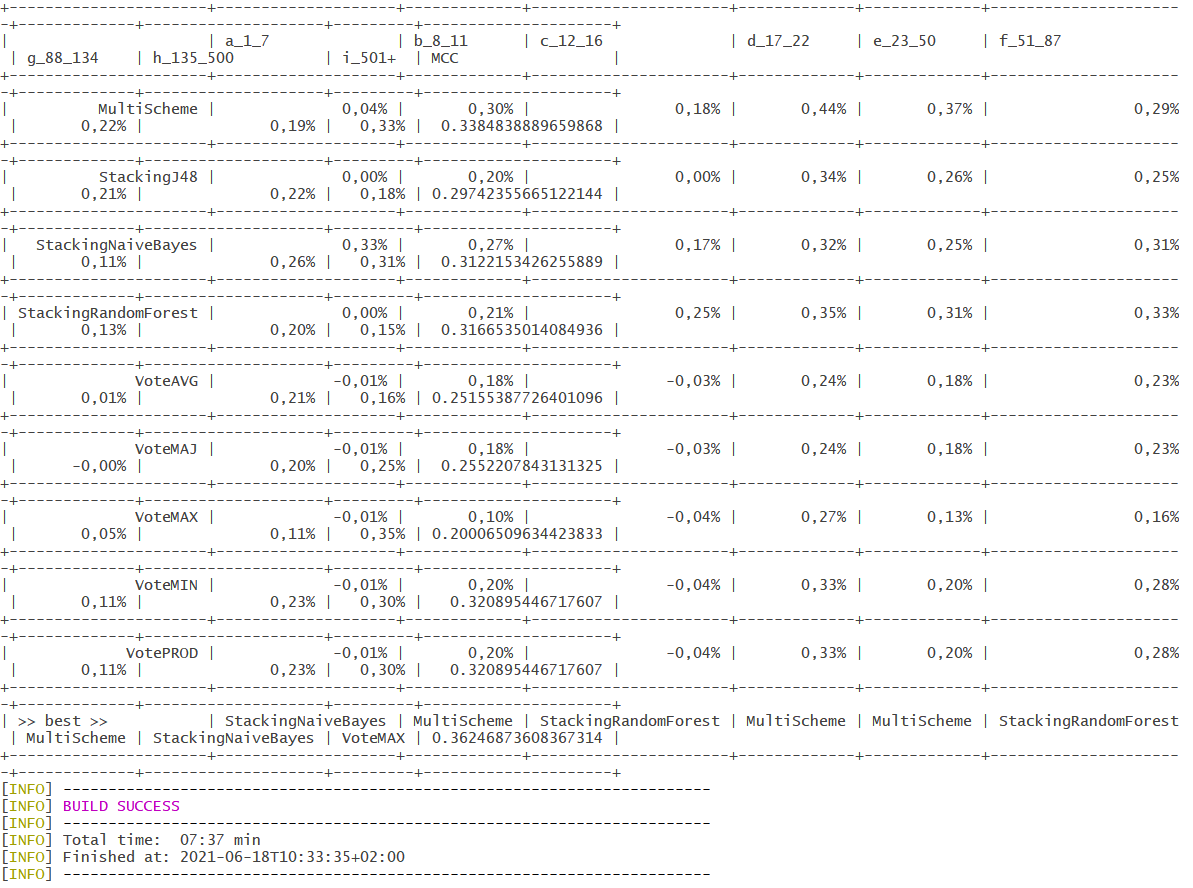 | | a_1_7 | b_8_11 | c_12_16 | d_17_22 | e_23_50 | f_51_87
| g_88_134 | h_135_500 | i_501+ | MCC |
| MultiScheme | 0,04% | 0,30% | 0,18% | 0,44% | 0,37% | 0,29%
| 0,22% | 0,19% | 0,33% | 0.3384838889659868 |
| StackingJ48 | 0,00% | 0,20% | 0,00% | 0,34% | 0,26% | 0,25%
| 0,21% | 0,22% | 0,18% | 0.29742355665122144 |
| StackingNaiveBayes | 0,33% | 0,27% | 0,17% | 0,32% | 0,25% | 0,31%
| 0,11% | 0,26% | 0,31% | 0.3122153426255889 |
| StackingRandomForest | 0,00% | 0,21% | 0,25% | 0,35% | 0,31% | 0,33%
| 0,13% | 0,20% | 0,15% | 0.3166535014084936 |
| VoteAVG | -0,01% | 0,18% | -0,03% | 0,24% | 0,18% | 0,23%
| 0,01% | 0,21% | 0,16% | 0.25155387726401096 |
| VoteMAJ | -0,01% | 0,18% | -0,03% | 0,24% | 0,18% | 0,23%
| -0,00% | 0,20% | 0,25% | 0.2552207843131325 |
| VoteMAX | -0,01% | 0,10% | -0,04% | 0,27% | 0,13% | 0,16%
| 0,05% | 0,11% | 0,35% | 0.20006509634423833 |
| VoteMIN | -0,01% | 0,20% | -0,04% | 0,33% | 0,20% | 0,28%
| 0,11% | 0,23% | 0,30% | 0.320895446717607 |
| VotePROD | -0,01% | 0,20% | -0,04% | 0,33% | 0,20% | 0,28%
| 0,11% | 0,23% | 0,30% | 0.320895446717607 |
| >> best >> | StackingNaiveBayes | MultiScheme | StackingRandomForest | MultiScheme | MultiScheme | StackingRandomForest
| MultiScheme | StackingNaiveBayes | VoteMAX | 0.36246873608367314 |
[INFO] ------------------------------------------------------------------------
[INFO] BUILD SUCCESS
[INFO] ------------------------------------------------------------------------
[INFO] Total time:  07:37 min
[INFO] Finished at: 2021-06-18T10:33:35+02:00
[INFO] ------------------------------------------------------------------------